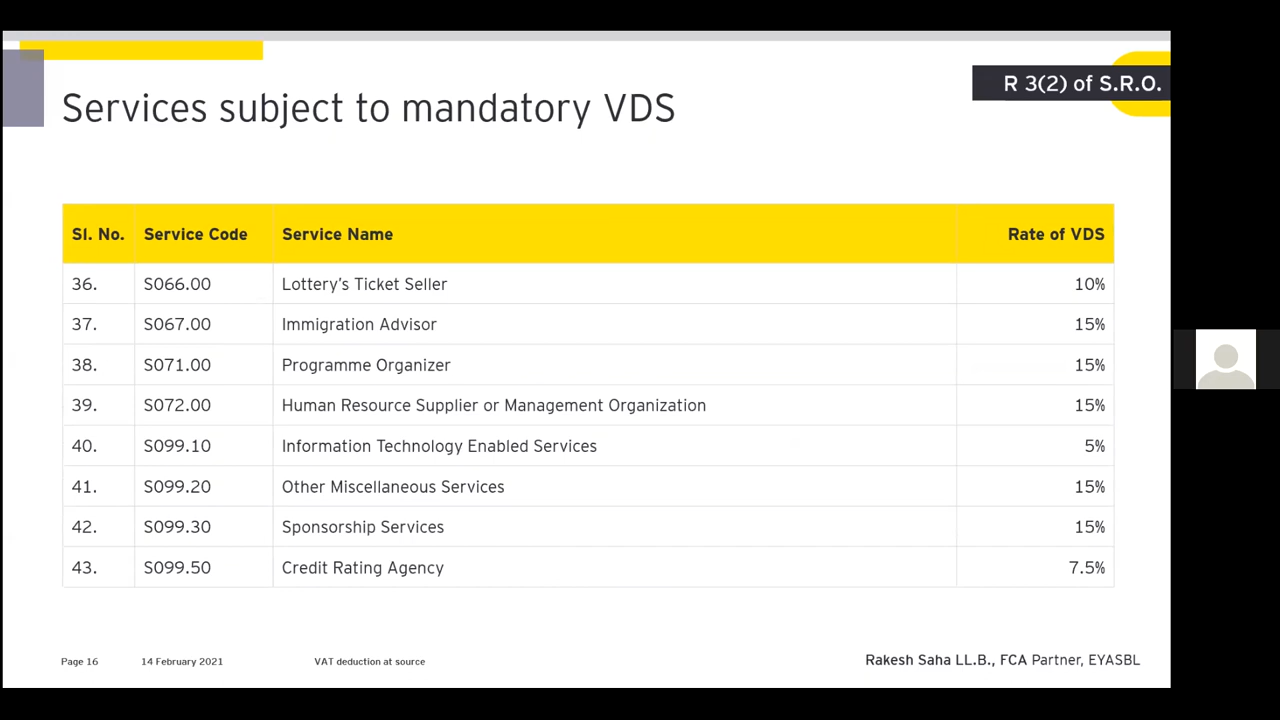 R 3(2) of S.R.O.
Services subject to mandatory VDS
Sl. No. Service Code Service Name Rate of VDS
36. S066.00 Lottery's Ticket Seller 10%
37. S067.00 Immigration Advisor 15%
38. S071.00 Programme Organizer 15%
39. S072.00 Human Resource Supplier or Management Organization 15%
40. S099.10 Information Technology Enabled Services 5%
41. S099.20 Other Miscellaneous Services 15%
42. S099.30 Sponsorship Services 15%
43. S099.50 Credit Rating Agency 7.5%
Page 16 14 February 2021 VAT deduction at source Rakesh Saha LL.B., FCA Partner, EYASBL